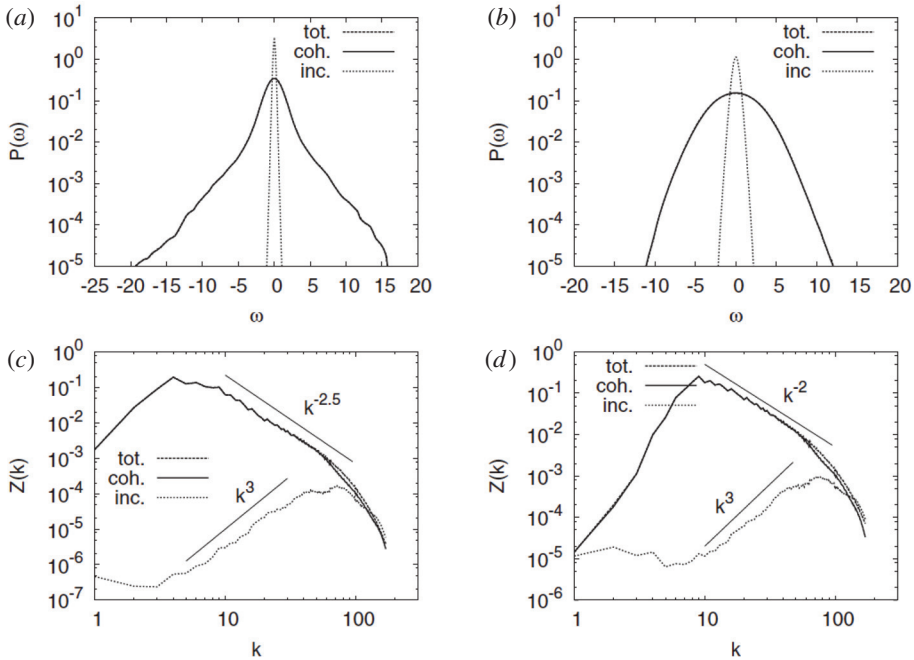 (a)
10^1
10^0
10^-1
10^-2
10^-3
10^-4
10^-5
P(ω)
tot.
coh.
inc.
-25 -20 -15 -10 -5 0 5 10 15 20
ω
(b)
10^1
10^0
10^-1
10^-2
10^-3
10^-4
10^-5
P(ω)
tot.
coh.
inc
-20 -15 -10 -5 0 5 10 15 20
ω
(c)
10^0
10^-1
10^-2
10^-3
10^-4
10^-5
10^-6
10^-7
Z(k)
k^-2.5
tot.
coh.
inc.
k^3
1 10 100
k
(d)
10^0
10^-1
10^-2
10^-3
10^-4
10^-5
10^-6
Z(k)
tot.
coh.
inc.
k^-2
k^3
1 10 100
k